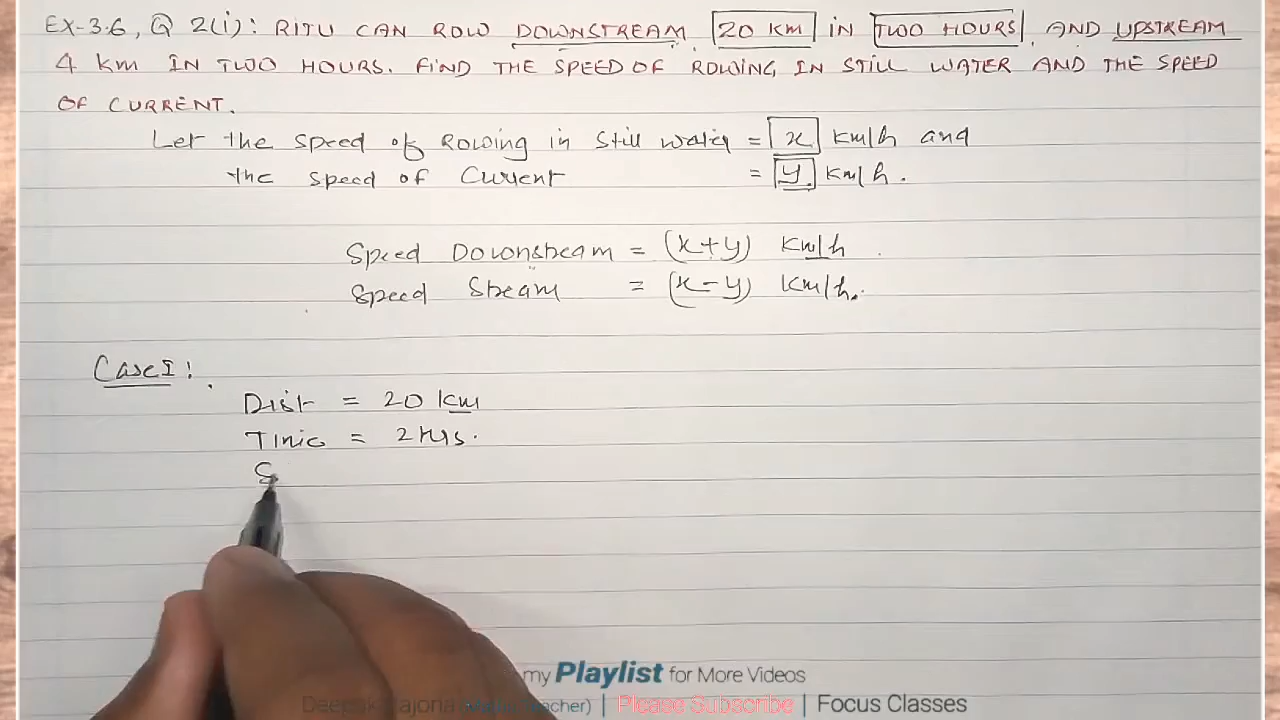 EX-3.6, Q 2(i): RITU CAN ROW DOWNSTREAM 20 KM IN TWO HOURS, AND UPSTREAM
4 KM IN TWO HOURS. FIND THE SPEED OF ROWING IN STILL WATER AND THE SPEED
OF CURRENT.
Let the speed of Rowing in still water = x km/h and
the speed of Current = y km/h.
Speed Downstream = (x+y) Km/h
Speed Stream = (x-y) Km/h.
Case I:
Dist = 20 km
Time = 2 Hrs.
S
my Playlist for More Videos
Teacher) | Please Subscribe | Focus Classes